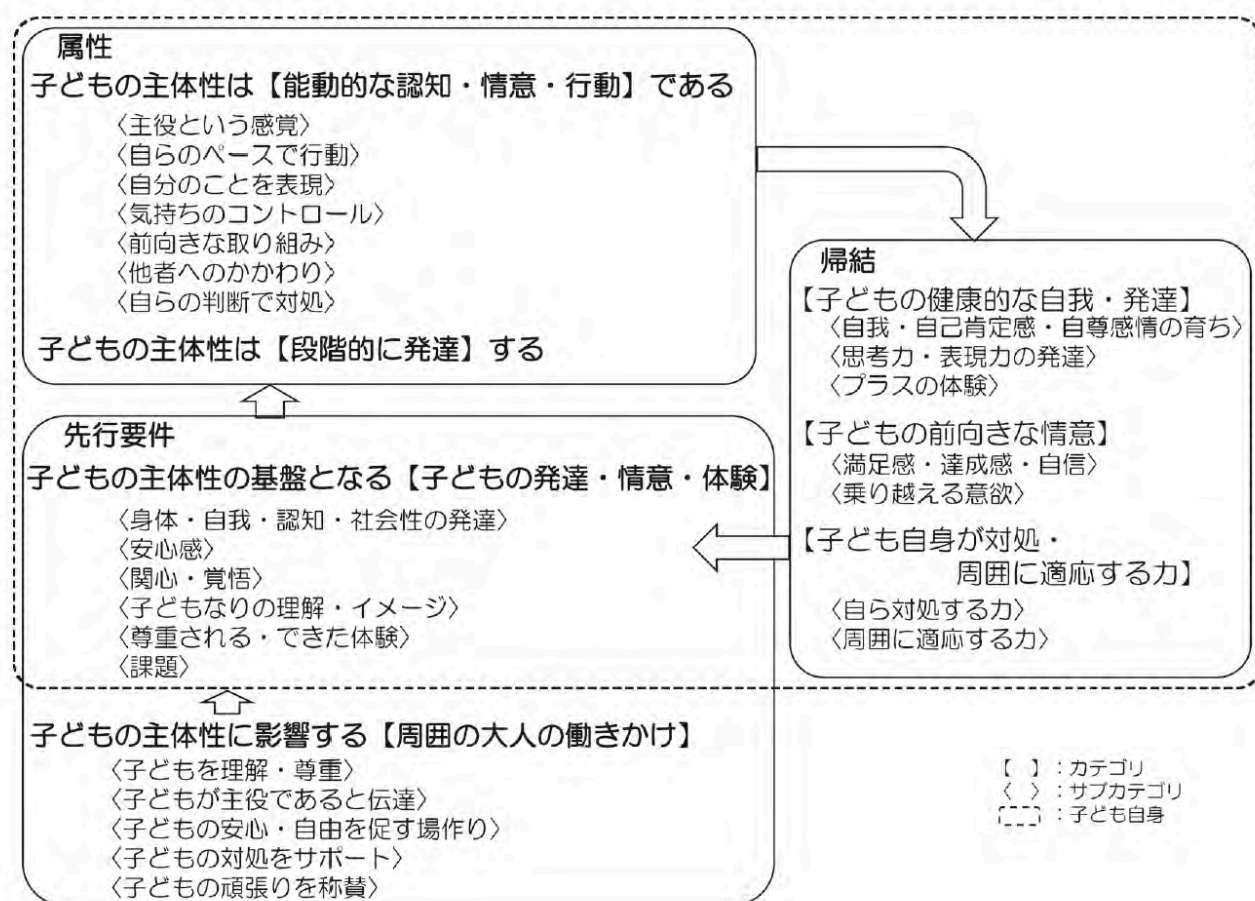 属性
子どもの主体性は【能動的な認知・情意・行動】である
〈主役という感覚〉
〈自らのペースで行動〉
〈自分のことを表現〉
〈気持ちのコントロール〉
〈前向きな取り組み〉
〈他者へのかかわり〉
〈自らの判断で対処〉
子どもの主体性は【段階的に発達】する
先行要件
子どもの主体性の基盤となる【子どもの発達・情意・体験】
〈身体・自我・認知・社会性の発達〉
〈安心感〉
〈関心・覚悟〉
〈子どもなりの理解・イメージ〉
〈尊重される・できた体験〉
〈課題〉
子どもの主体性に影響する【周囲の大人の働きかけ】
〈子どもを理解・尊重〉
〈子どもが主役であると伝達〉
〈子どもの安心・自由を促す場作り〉
〈子どもの対処をサポート〉
〈子どもの頑張りを称賛〉
帰結
【子どもの健康的な自我・発達】
〈自我・自己肯定感・自尊感情の育ち〉
〈思考力・表現力の発達〉
〈プラスの体験〉
【子どもの前向きな情意】
〈満足感・達成感・自信〉
〈乗り越える意欲〉
【子ども自身が対処・
周囲に適応する力】
〈自ら対処する力〉
〈周囲に適応する力〉
【　】：カテゴリ
〈　〉：サブカテゴリ
：子ども自身